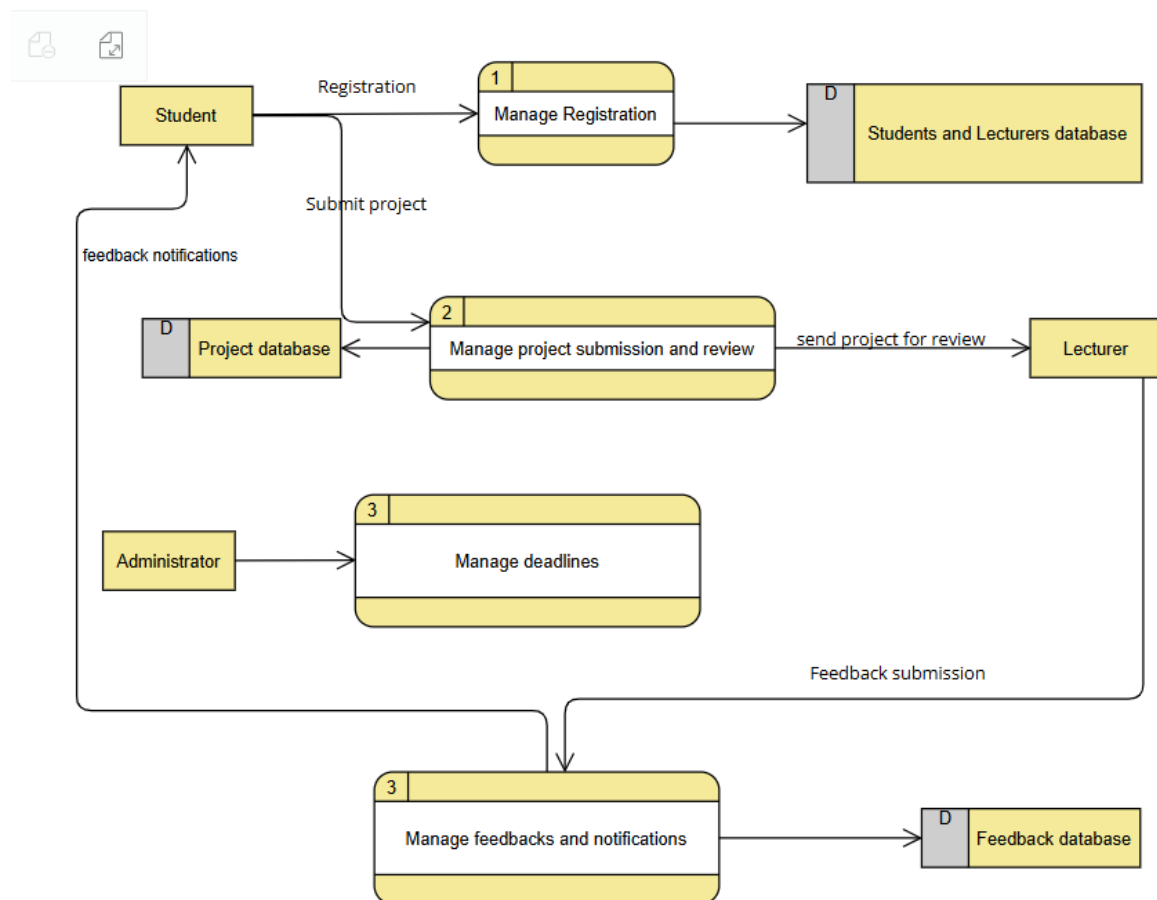 Registration
1
Manage Registration
Student
D
Students and Lecturers database
Submit project
feedback notifications
2
Manage project submission and review
D
Project database
send project for review
Lecturer
3
Manage deadlines
Administrator
Feedback submission
3
Manage feedbacks and notifications
D
Feedback database